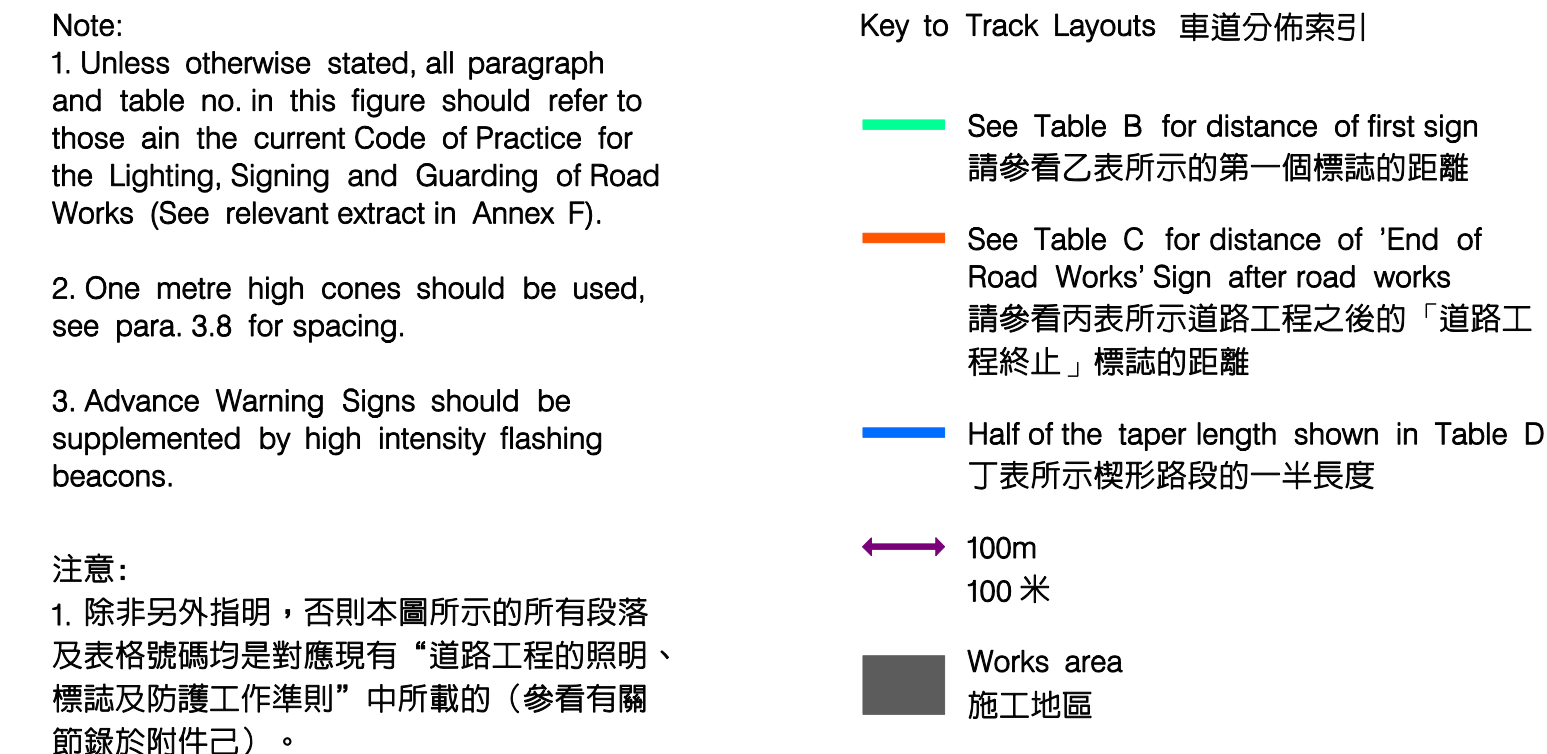 Note:
1. Unless otherwise stated, all paragraph
and table no. in this figure should refer to
those ain the current Code of Practice for
the Lighting, Signing and Guarding of Road
Works (See relevant extract in Annex F).
2. One metre high cones should be used,
see para. 3.8 for spacing.
3. Advance Warning Signs should be
supplemented by high intensity flashing
beacons.
注意:
1. 除非另外指明，否則本圖所示的所有段落
及表格號碼均是對應現有“道路工程的照明、
標誌及防護工作準則”中所載的（參看有關
節錄於附件己）。
Key to Track Layouts 車道分佈索引
See Table B for distance of first sign
請參看乙表所示的第一個標誌的距離
See Table C for distance of ’End of
Road Works’ Sign after road works
請參看丙表所示道路工程之後的「道路工
程終止」標誌的距離
Half of the taper length shown in Table D
丁表所示楔形路段的一半長度
100m
100 米
Works area
施工地區